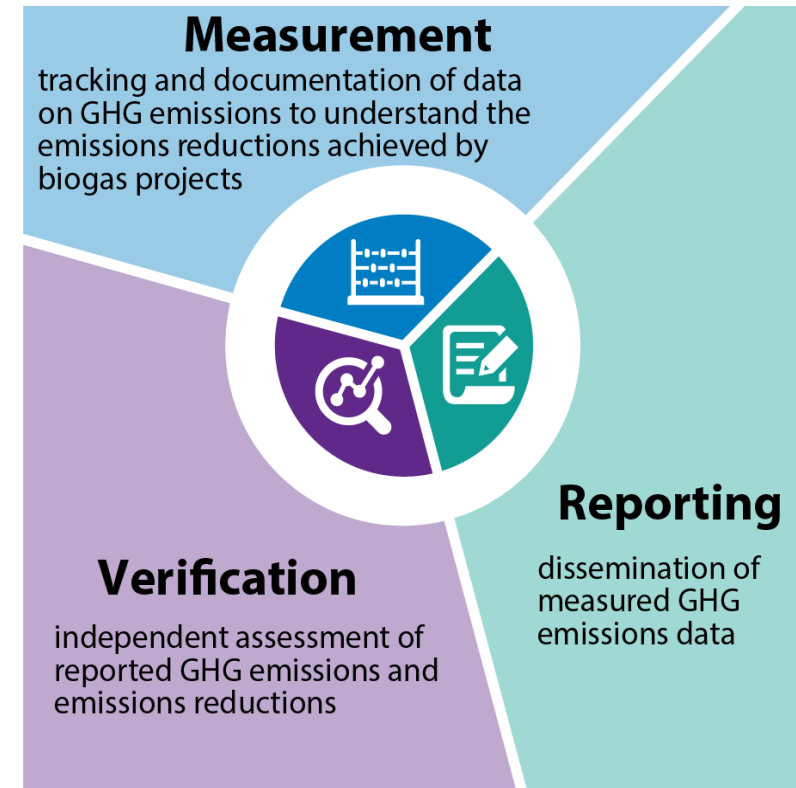 Measurement
tracking and documentation of data
on GHG emissions to understand the
emissions reductions achieved by
biogas projects
Reporting
dissemination of
measured GHG
emissions data
Verification
independent assessment of
reported GHG emissions and
emissions reductions